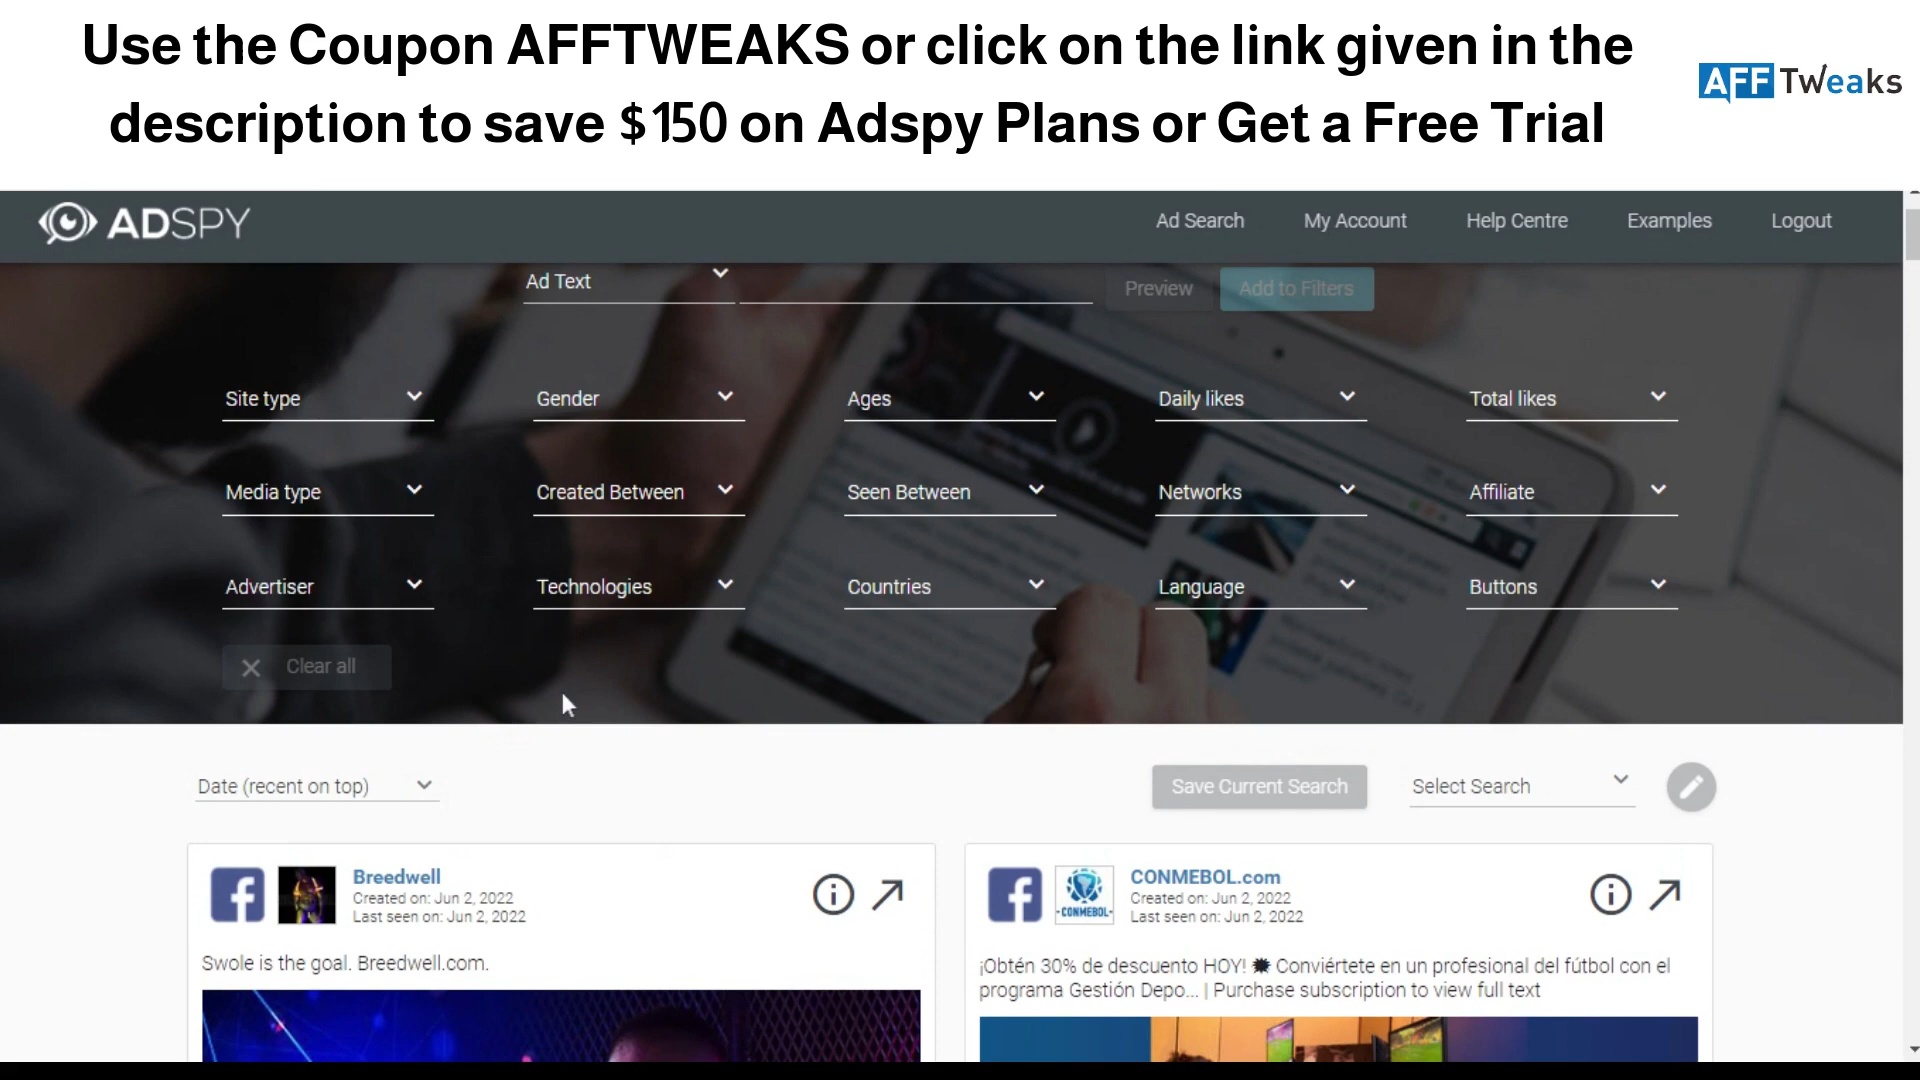 Use the Coupon AFFTWEAKS or click on the link given in the
description to save $150 on Adspy Plans or Get a Free Trial
AFF Tweaks
ADSPY
Ad Search My Account Help Centre Examples Logout
Ad Text Preview Add to Filters
Site type Gender Ages Daily likes Total likes
Media type Created Between Seen Between Networks Affiliate
Advertiser Technologies Countries Language Buttons
Clear all
Date (recent on top) Save Current Search Select Search
Breedwell
Created on: Jun 2, 2022
Last seen on: Jun 2, 2022
Swole is the goal. Breedwell.com.
CONMEBOL
CONMEBOL.com
Created on: Jun 2, 2022
Last seen on: Jun 2, 2022
¡Obtén 30% de descuento HOY! ✹ Conviértete en un profesional del fútbol con el
programa Gestión Depo... | Purchase subscription to view full text